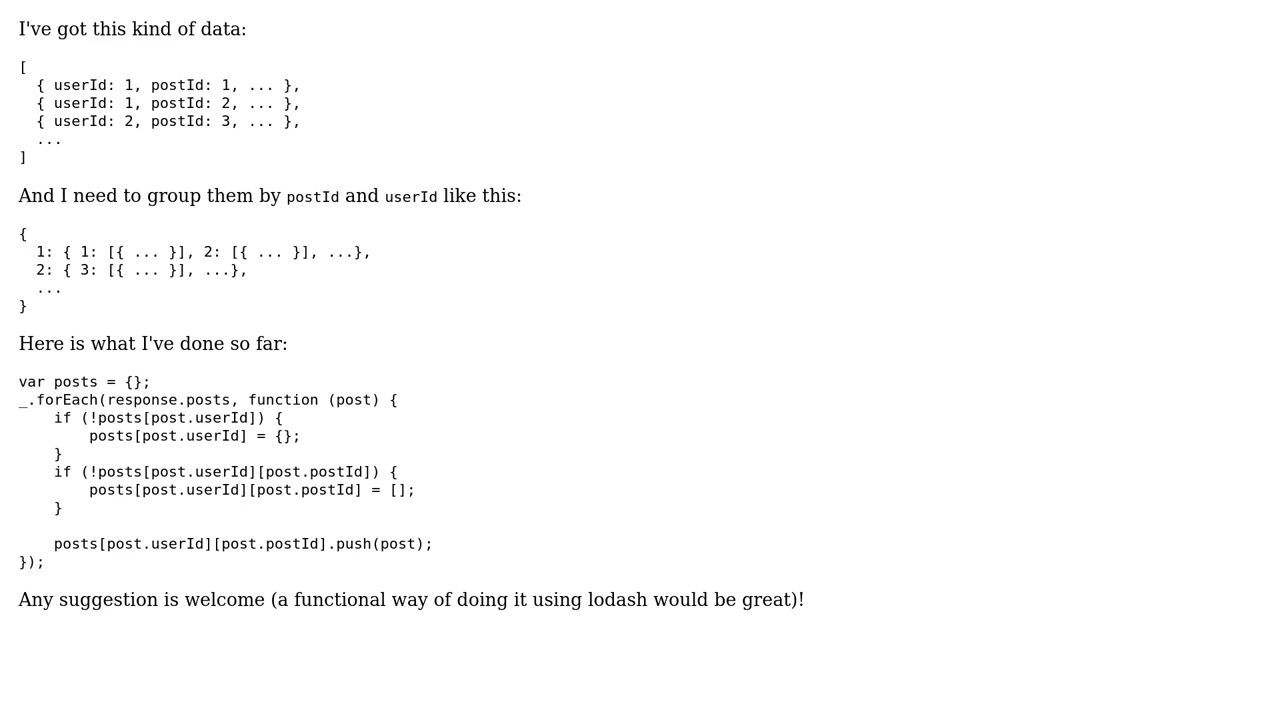 I've got this kind of data:
[
  { userId: 1, postId: 1, ... },
  { userId: 1, postId: 2, ... },
  { userId: 2, postId: 3, ... },
  ...
]
And I need to group them by postId and userId like this:
{
  1: { 1: [{ ... }], 2: [{ ... }], ...},
  2: { 3: [{ ... }], ...},
  ...
}
Here is what I've done so far:
var posts = {};
_.forEach(response.posts, function (post) {
    if (!posts[post.userId]) {
        posts[post.userId] = {};
    }
    if (!posts[post.userId][post.postId]) {
        posts[post.userId][post.postId] = [];
    }

    posts[post.userId][post.postId].push(post);
});
Any suggestion is welcome (a functional way of doing it using lodash would be great)!